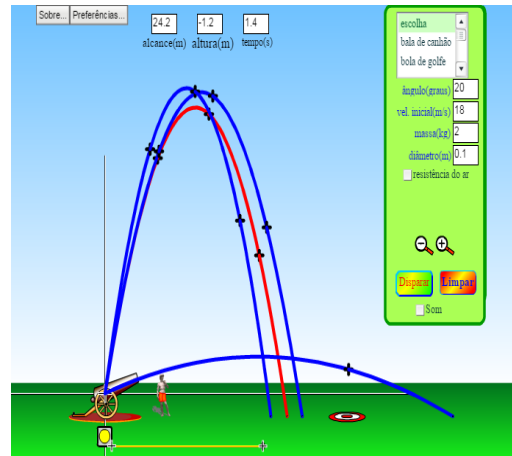 Sobre... Preferências...
24.2 -1.2 1.4
alcance(m) altura(m) tempo(s)
escolha
bala de canhão
bola de golfe
ângulo(graus) 20
vel. inicial(m/s) 18
massa(kg) 2
diâmetro(m) 0.1
resistência do ar
Disparar Limpar
Som